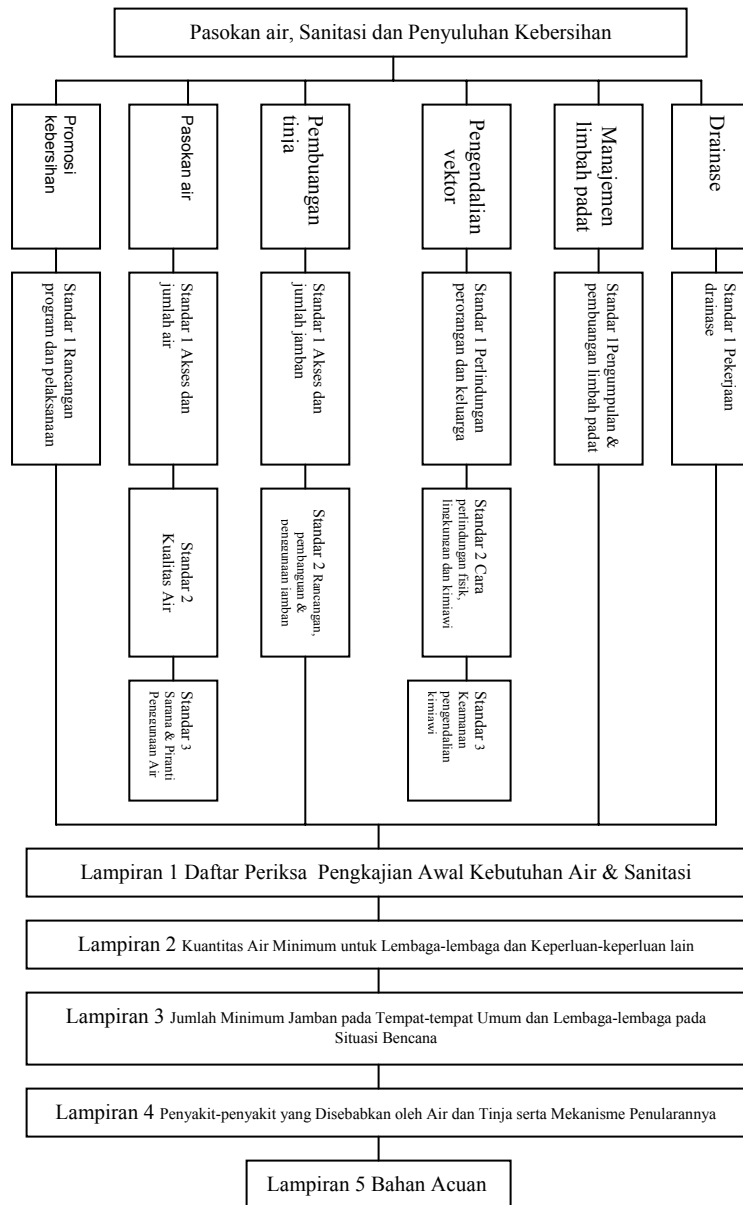 Pasokan air, Sanitasi dan Penyuluhan Kebersihan
Promosi
kebersihan
Pasokan air
Pembuangan
tinja
Pengendalian
vektor
Manajemen
limbah padat
Drainase
Standar 1 Rancangan
program dan pelaksanaan
Standar 1 Akses dan
jumlah air
Standar 1 Akses dan
jumlah jamban
Standar 1 Perlindungan
perorangan dan keluarga
Standar 1Pengumpulan &
pembuangan limbah padat
Standar 1 Pekerjaan
drainase
Standar 2
Kualitas Air
Standar 2 Rancangan,
pembanguan &
penggunaan jamban
Standar 2 Cara
perlindungan fisik,
lingkungan dan kimiawi
Standar 3
Sarana & Piranti
Penggunaan Air
Standar 3
Keamanan
pengendalian
kimiawi
Lampiran 1 Daftar Periksa Pengkajian Awal Kebutuhan Air & Sanitasi
Lampiran 2 Kuantitas Air Minimum untuk Lembaga-lembaga dan Keperluan-keperluan lain
Lampiran 3 Jumlah Minimum Jamban pada Tempat-tempat Umum dan Lembaga-lembaga pada
Situasi Bencana
Lampiran 4 Penyakit-penyakit yang Disebabkan oleh Air dan Tinja serta Mekanisme Penularannya
Lampiran 5 Bahan Acuan